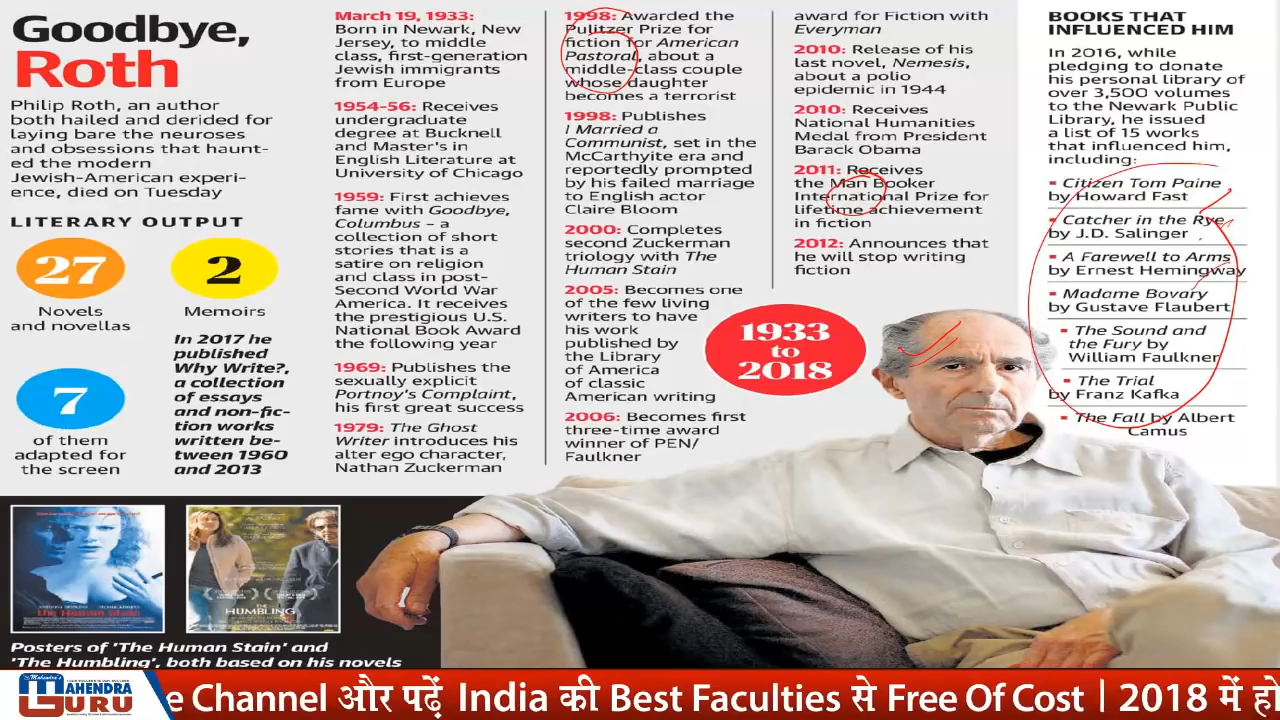 Goodbye,
Roth
Philip Roth, an author
both hailed and derided for
laying bare the neuroses
and obsessions that haunt-
ed the modern
Jewish-American experi-
ence, died on Tuesday
LITERARY OUTPUT
27
Novels
and novellas
2
Memoirs
7
of them
adapted for
the screen
In 2017 he
published
Why Write?,
a collection
of essays
and non-fic-
tion works
written be-
tween 1960
and 2013
March 19, 1933:
Born in Newark, New
Jersey, to middle
class, first-generation
Jewish immigrants
from Europe
1954-56: Receives
undergraduate
degree at Bucknell
and Master's in
English Literature at
University of Chicago
1959: First achieves
fame with Goodbye,
Columbus – a
collection of short
stories that is a
satire on religion
and class in post-
Second World War
America. It receives
the prestigious U.S.
National Book Award
the following year
1969: Publishes the
sexually explicit
Portnoy's Complaint,
his first great success
1979: The Ghost
Writer introduces his
alter ego character,
Nathan Zuckerman
1998: Awarded the
Pulitzer Prize for
fiction for American
Pastoral, about a
middle-class couple
whose daughter
becomes a terrorist
1998: Publishes
I Married a
Communist, set in the
McCarthyite era and
reportedly prompted
by his failed marriage
to English actor
Claire Bloom
2000: Completes
second Zuckerman
triology with The
Human Stain
2005: Becomes one
of the few living
writers to have
his work
published by
the Library
of America
of classic
American writing
2006: Becomes first
three-time award
winner of PEN/
Faulkner
award for Fiction with
Everyman
2010: Release of his
last novel, Nemesis,
about a polio
epidemic in 1944
2010: Receives
National Humanities
Medal from President
Barack Obama
2011: Receives
the Man Booker
International Prize for
lifetime achievement
in fiction
2012: Announces that
he will stop writing
fiction
1933
to
2018
BOOKS THAT
INFLUENCED HIM
In 2016, while
pledging to donate
his personal library of
over 3,500 volumes
to the Newark Public
Library, he issued
a list of 15 works
that influenced him,
including:
▪ Citizen Tom Paine
by Howard Fast
▪ Catcher in the Rye
by J.D. Salinger
▪ A Farewell to Arms
by Ernest Hemingway
▪ Madame Bovary
by Gustave Flaubert
▪ The Sound and
the Fury by
William Faulkner
▪ The Trial
by Franz Kafka
▪ The Fall by Albert
Camus
The Human Stain
THE
HUMBLING
Posters of 'The Human Stain' and
'The Humbling', both based on his novels
Mahendra's
MAHENDRA
GURU
e Channel और पढ़ें India की Best Faculties से Free Of Cost | 2018 में हो